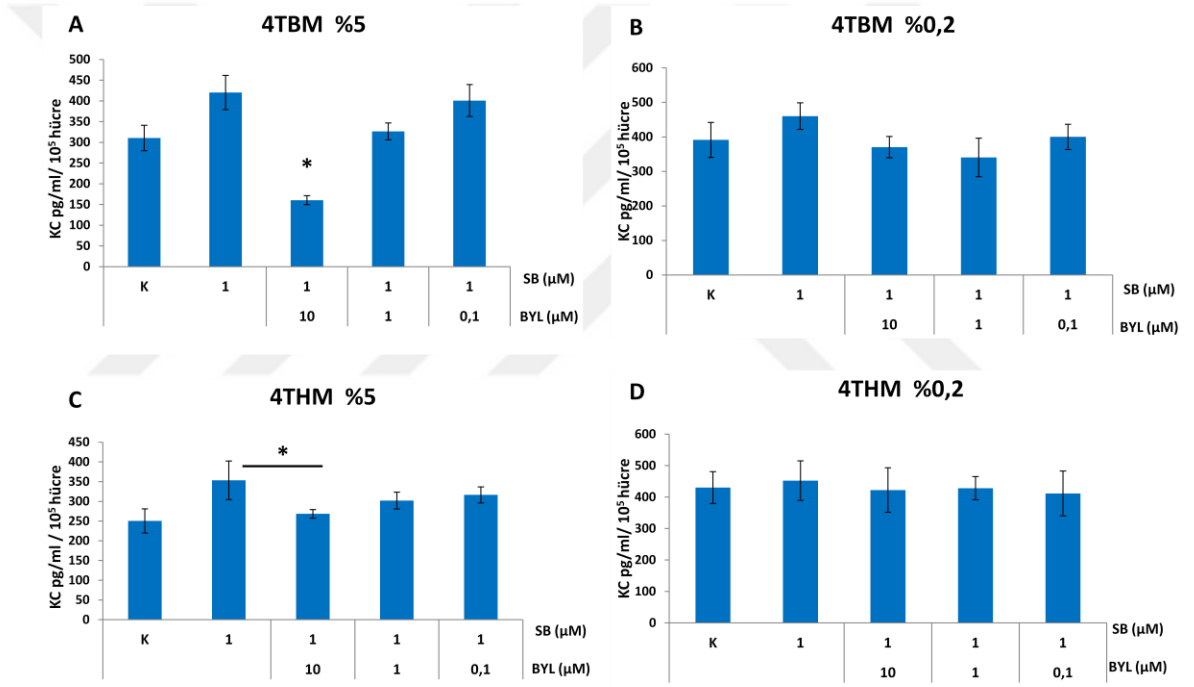 A
4TBM %5
KC pg/ml/ 10⁵ hücre
500
450
400
350
300
250
200
150
100
50
0
*
K 1 1 1 1 SB (µM)
10 1 0,1 BYL (µM)
B
4TBM %0,2
KC pg/ml/ 10⁵ hücre
600
500
400
300
200
100
0
K 1 1 1 1 SB (µM)
10 1 0,1 BYL (µM)
C
4THM %5
KC pg/ml/ 10⁵ hücre
450
400
350
300
250
200
150
100
50
0
*
K 1 1 1 1 SB (µM)
10 1 0,1 BYL (µM)
D
4THM %0,2
KC pg/ml/ 10⁵ hücre
600
500
400
300
200
100
0
K 1 1 1 1 SB (µM)
10 1 0,1 BYL (µM)